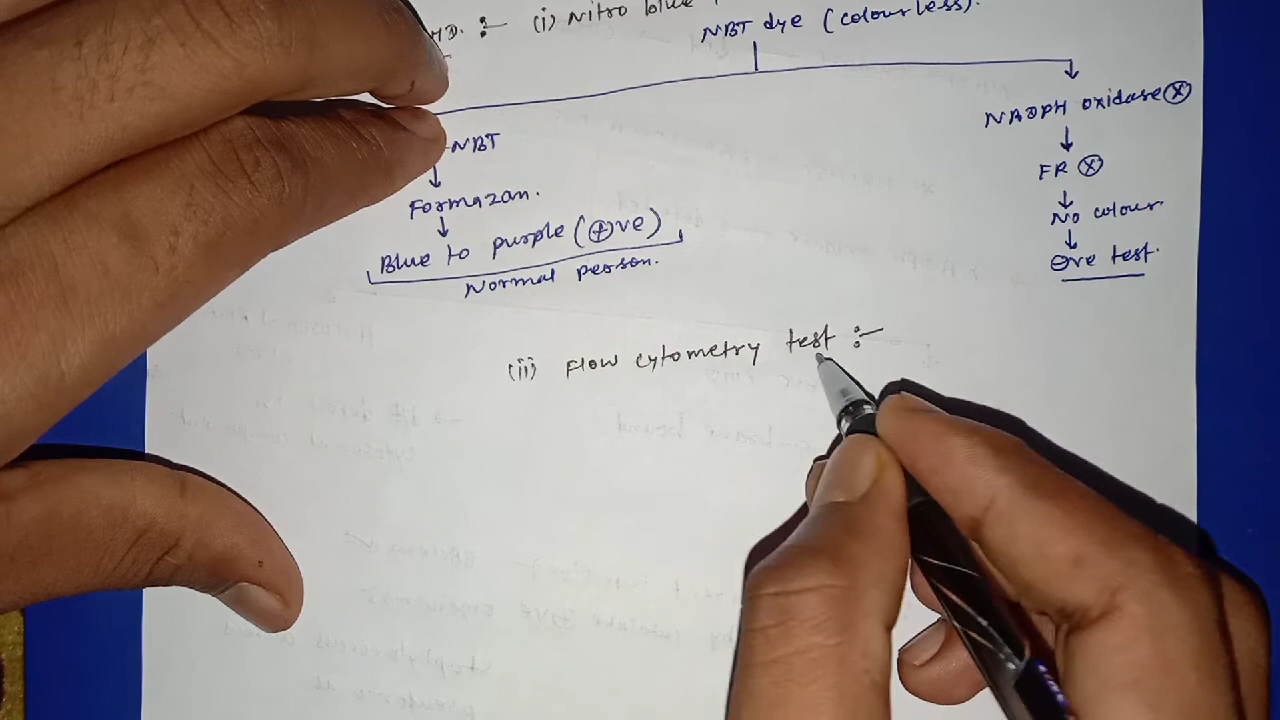 (i) Nitro blue
NBT dye (colourless).
NBT
Formazan.
Blue to purple (⊕ve)
Normal person.
NADPH oxidase ⊗
FR ⊗
No colour.
⊖ve test.
(ii) Flow cytometry test :-